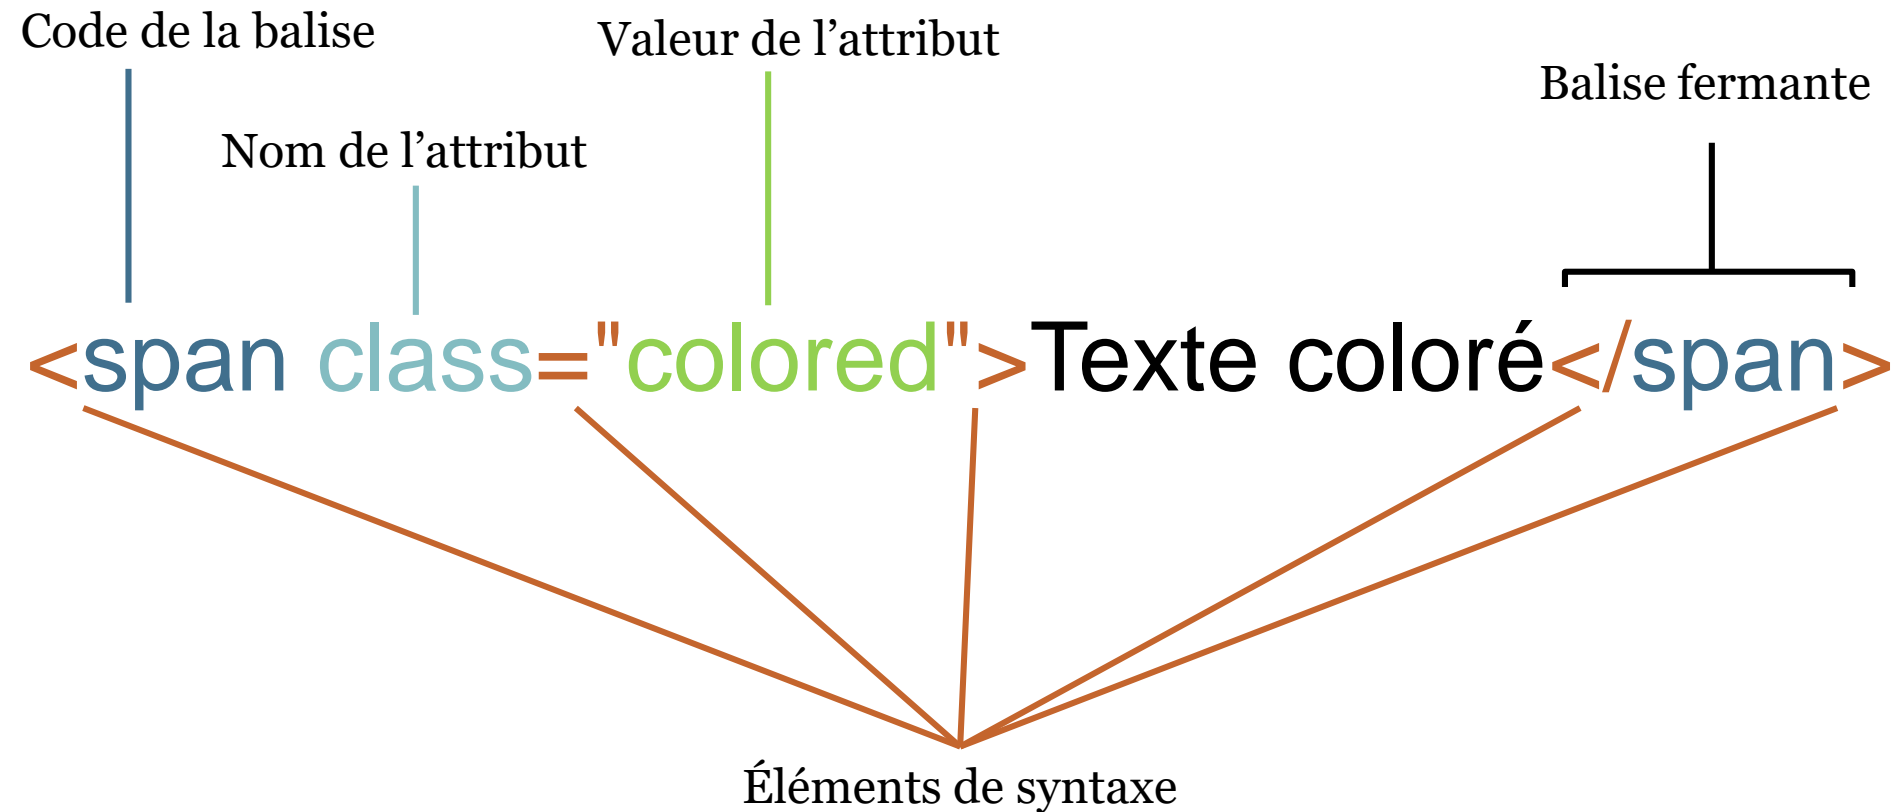 Code de la balise
Valeur de l’attribut
Balise fermante
Nom de l’attribut
<span class="colored">Texte coloré</span>
Éléments de syntaxe